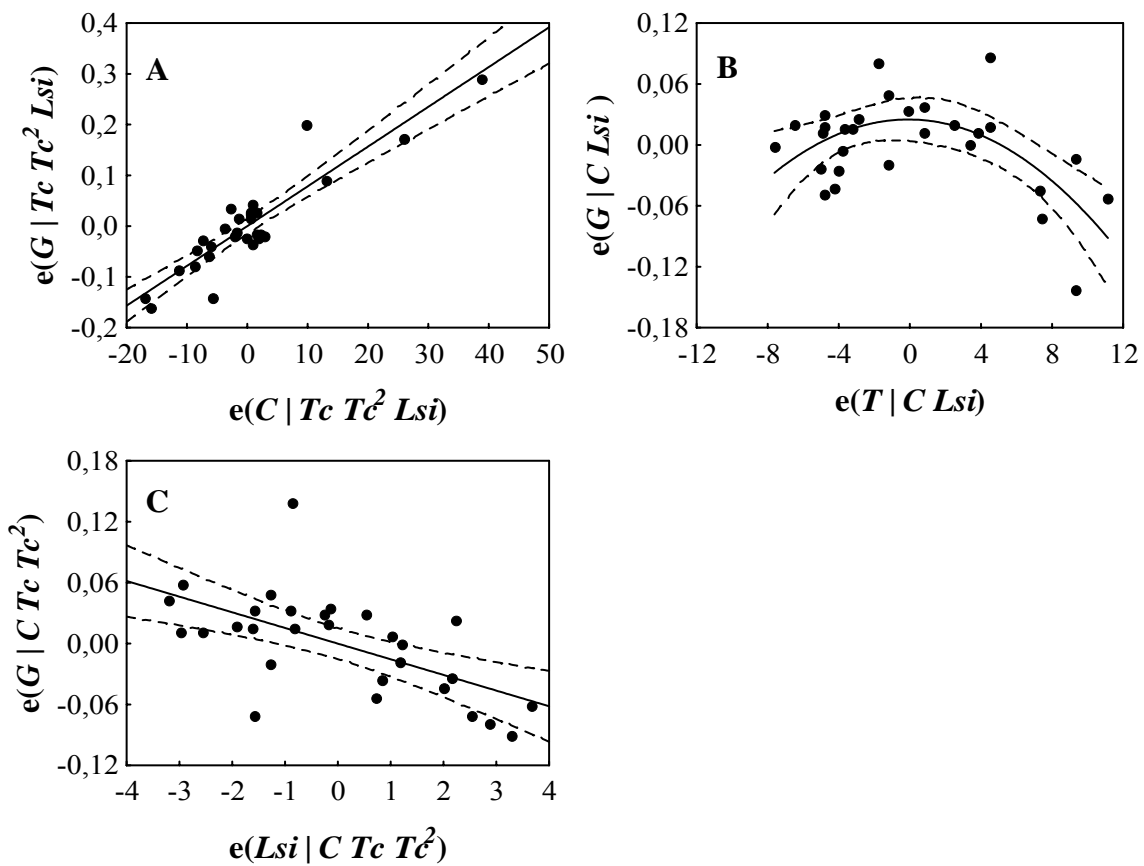 A
e(G | Tc Tc² Lsi)
0,4
0,3
0,2
0,1
0,0
-0,1
-0,2
-20 -10 0 10 20 30 40 50
e(C | Tc Tc² Lsi)
B
e(G | C Lsi)
0,12
0,06
0,00
-0,06
-0,12
-0,18
-12 -8 -4 0 4 8 12
e(T | C Lsi)
C
e(G | C Tc Tc²)
0,18
0,12
0,06
0,00
-0,06
-0,12
-4 -3 -2 -1 0 1 2 3 4
e(Lsi | C Tc Tc²)